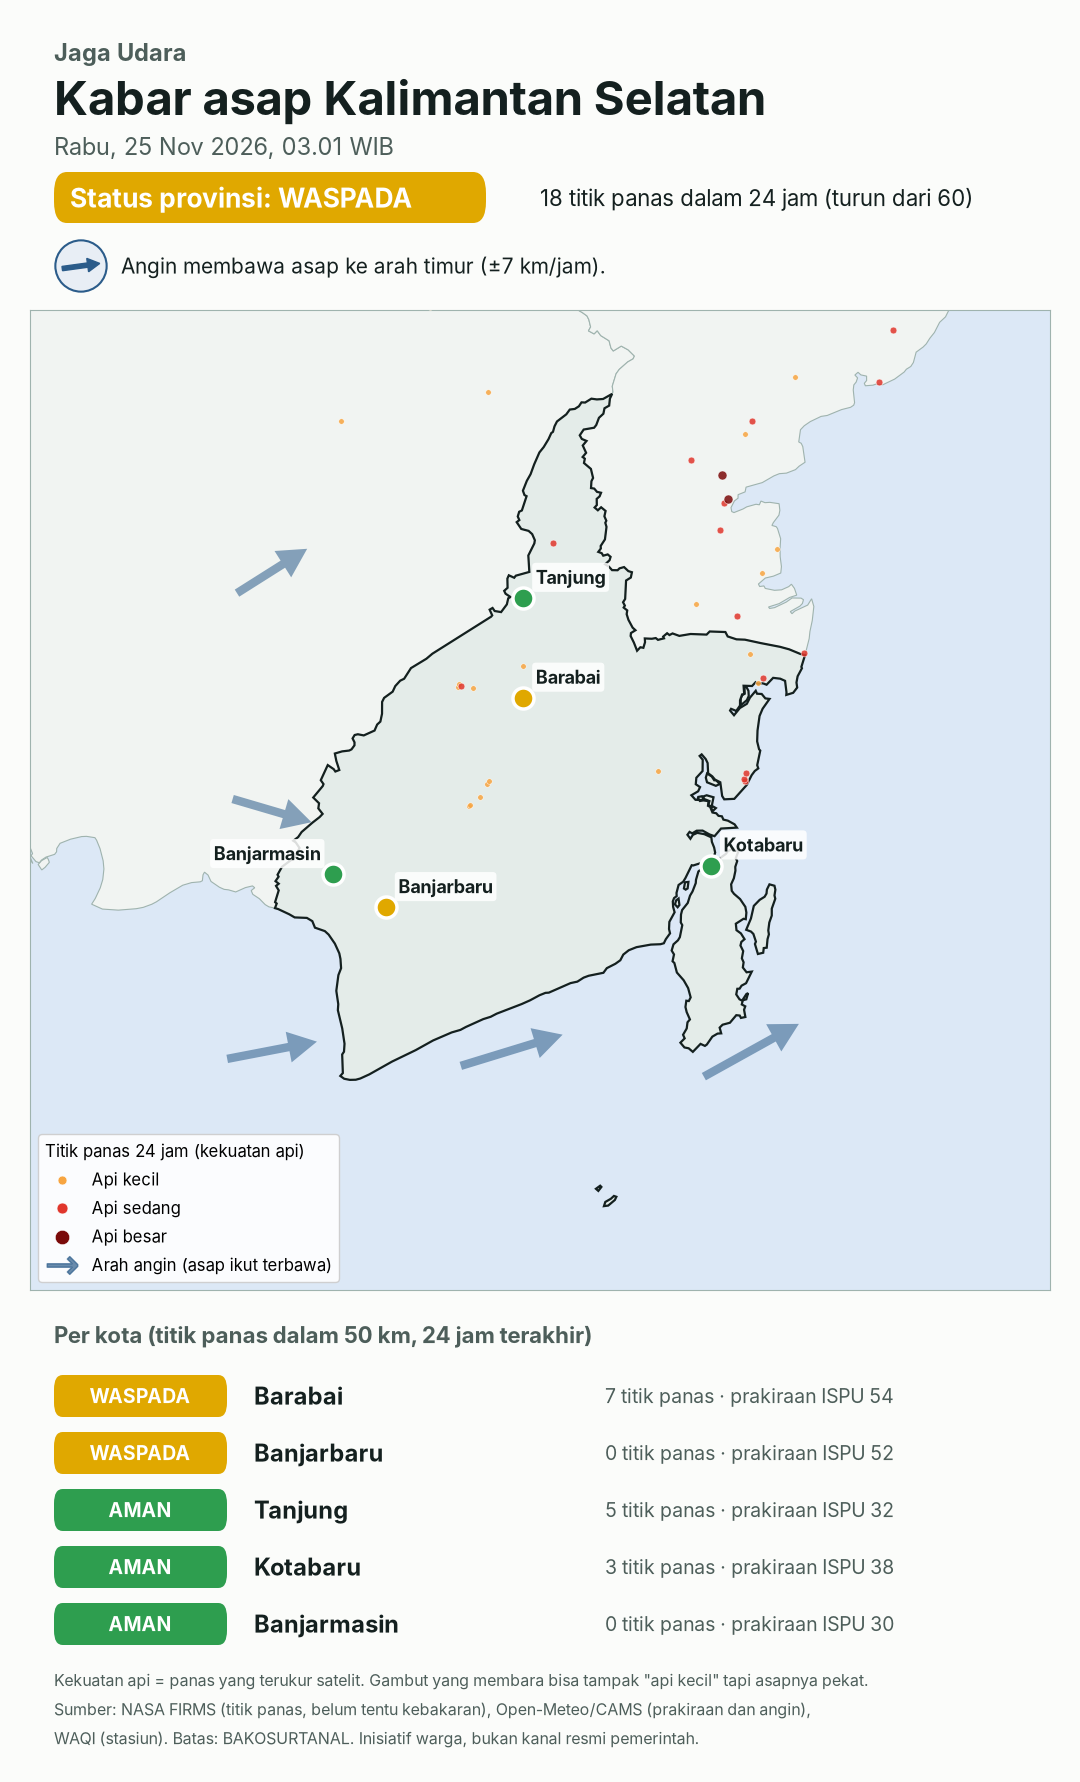 Jaga Udara
Kabar asap Kalimantan Selatan
Rabu, 25 Nov 2026, 03.01 WIB
Status provinsi: WASPADA
18 titik panas dalam 24 jam (turun dari 60)
Angin membawa asap ke arah timur (±7 km/jam).
Tanjung
Barabai
Banjarmasin
Kotabaru
Banjarbaru
Titik panas 24 jam (kekuatan api)
Api kecil
Api sedang
Api besar
Arah angin (asap ikut terbawa)
Per kota (titik panas dalam 50 km, 24 jam terakhir)
WASPADA Barabai 7 titik panas · prakiraan ISPU 54
WASPADA Banjarbaru 0 titik panas · prakiraan ISPU 52
AMAN Tanjung 5 titik panas · prakiraan ISPU 32
AMAN Kotabaru 3 titik panas · prakiraan ISPU 38
AMAN Banjarmasin 0 titik panas · prakiraan ISPU 30
Kekuatan api = panas yang terukur satelit. Gambut yang membara bisa tampak "api kecil" tapi asapnya pekat.
Sumber: NASA FIRMS (titik panas, belum tentu kebakaran), Open-Meteo/CAMS (prakiraan dan angin),
WAQI (stasiun). Batas: BAKOSURTANAL. Inisiatif warga, bukan kanal resmi pemerintah.